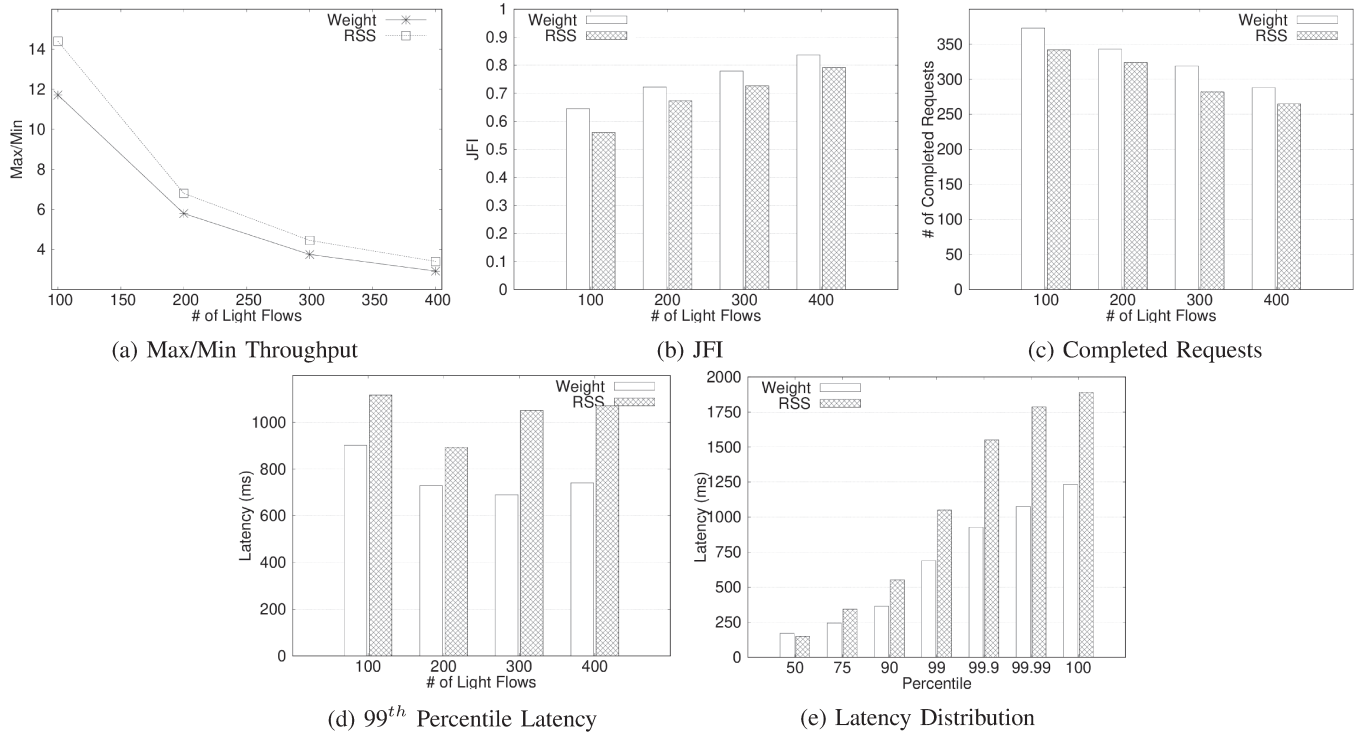 Weight
RSS
14
12
10
8
6
4
Max/Min
100 150 200 250 300 350 400
# of Light Flows
(a) Max/Min Throughput
Weight
RSS
1
0.9
0.8
0.7
0.6
0.5
0.4
0.3
0.2
0.1
0
JFI
100 200 300 400
# of Light Flows
(b) JFI
Weight
RSS
350
300
250
200
150
100
50
0
# of Completed Requests
100 200 300 400
# of Light Flows
(c) Completed Requests
Weight
RSS
1000
800
600
400
200
0
Latency (ms)
100 200 300 400
# of Light Flows
(d) 99th Percentile Latency
Weight
RSS
2000
1750
1500
1250
1000
750
500
250
0
Latency (ms)
50 75 90 99 99.9 99.99 100
Percentile
(e) Latency Distribution